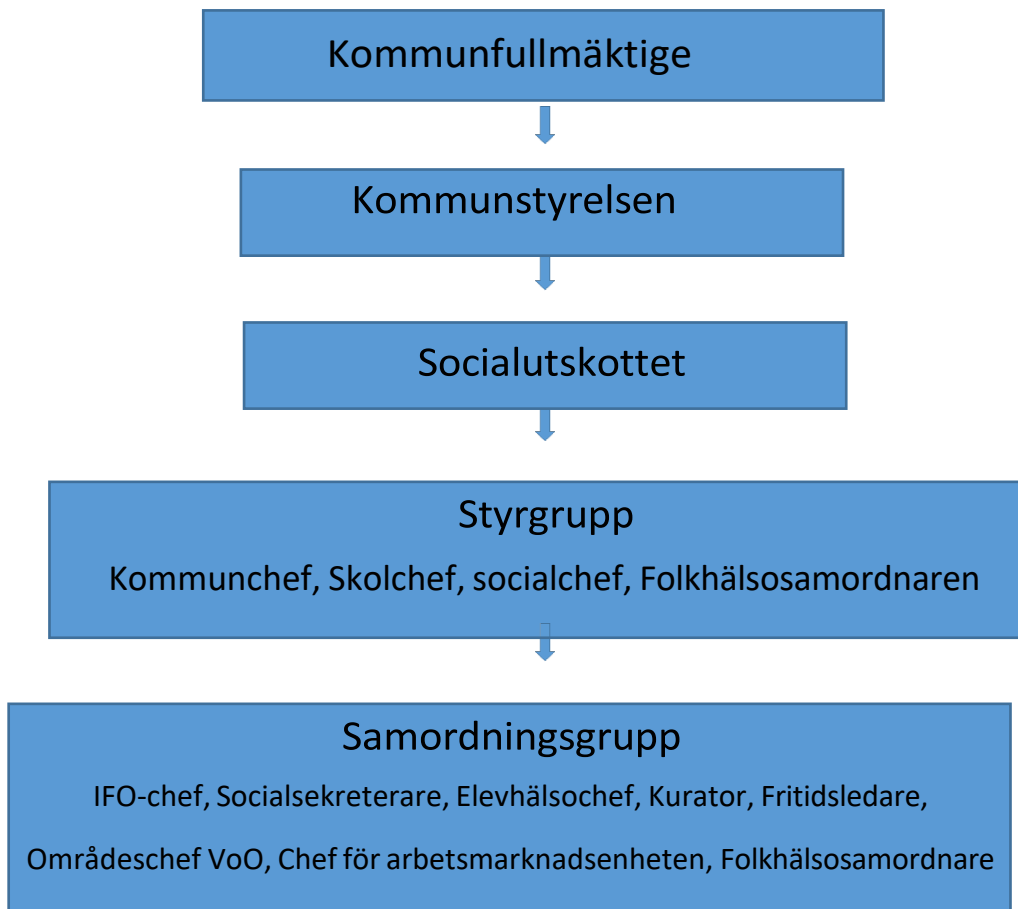 Kommunfullmäktige
Kommunstyrelsen
Socialutskottet
Styrgrupp
Kommunchef, Skolchef, socialchef, Folkhälsosamordnaren
Samordningsgrupp
IFO-chef, Socialsekreterare, Elevhälsochef, Kurator, Fritidsledare,
Områdeschef VoO, Chef för arbetsmarknadsenheten, Folkhälsosamordnare